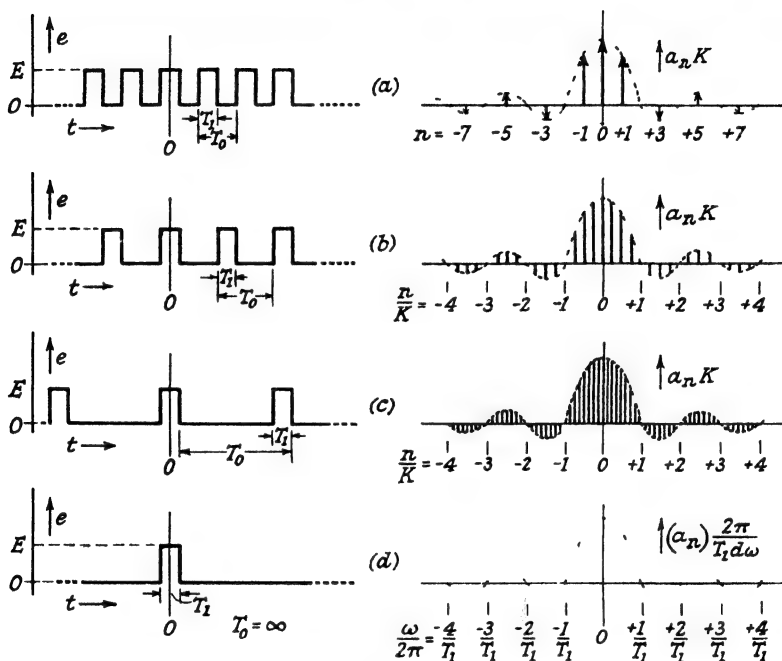 e
E
0
t
0
T₁
T₀
(a)
aₙK
n = -7 -5 -3 -1 0 +1 +3 +5 +7
e
E
0
t
0
T₁
T₀
(b)
aₙK
n/K = -4 -3 -2 -1 0 +1 +2 +3 +4
e
E
0
t
0
T₁
T₀
(c)
aₙK
n/K = -4 -3 -2 -1 0 +1 +2 +3 +4
e
E
0
t
0
T₁
T₀ = ∞
(d)
(aₙ) 2π/T₁dω
ω/2π = -4/T₁ -3/T₁ -2/T₁ -1/T₁ 0 +1/T₁ +2/T₁ +3/T₁ +4/T₁